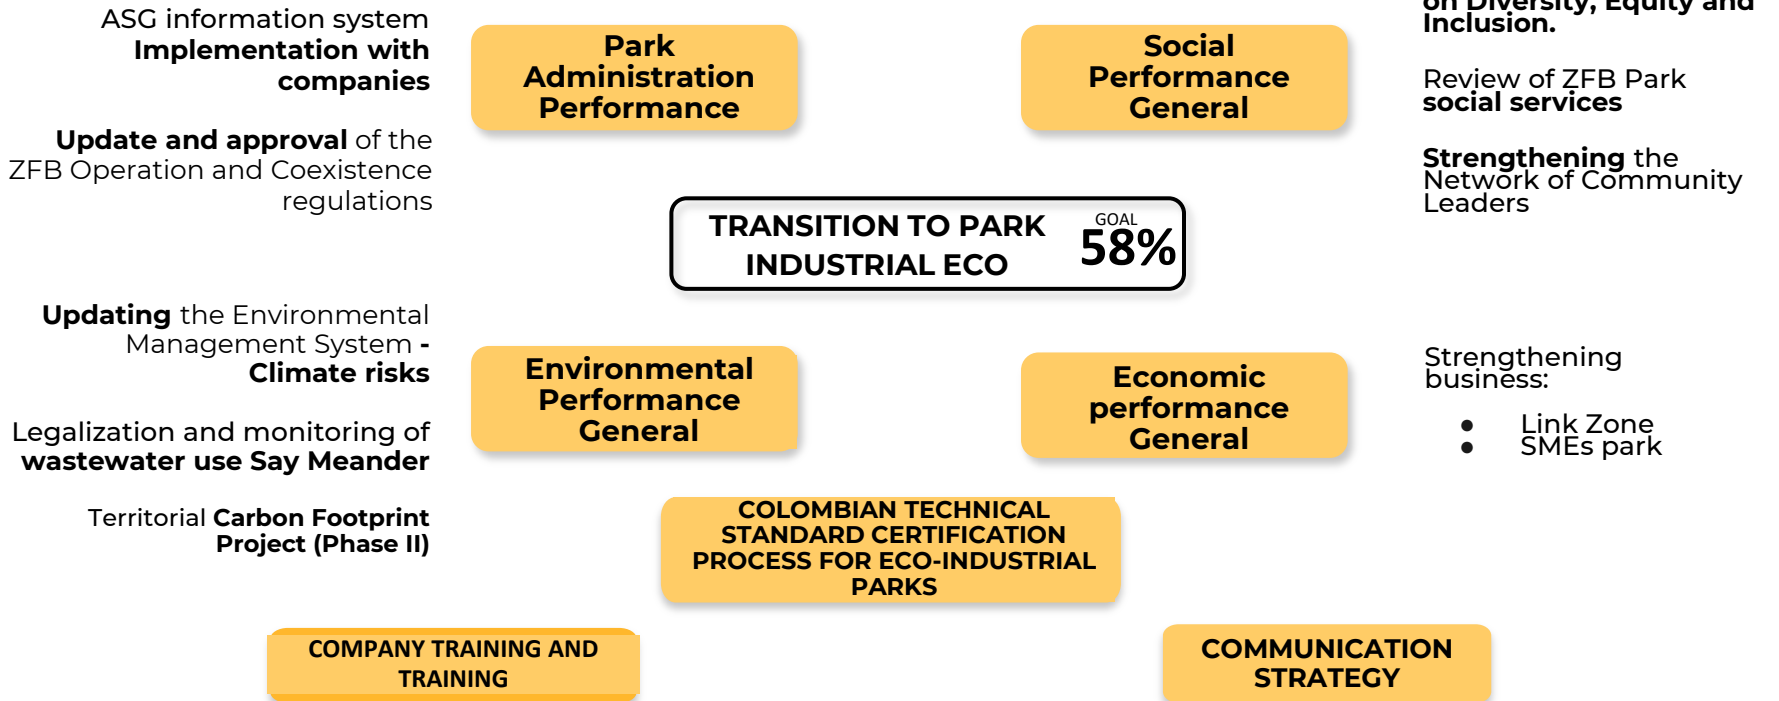 ASG information system
Implementation with
companies
Update and approval of the
ZFB Operation and Coexistence
regulations
Park
Administration
Performance
Social
Performance
General
on Diversity, Equity and
Inclusion.
Review of ZFB Park
social services
Strengthening the
Network of Community
Leaders
TRANSITION TO PARK
INDUSTRIAL ECO
GOAL
58%
Updating the Environmental
Management System -
Climate risks
Legalization and monitoring of
wastewater use Say Meander
Territorial Carbon Footprint
Project (Phase II)
Environmental
Performance
General
Economic
performance
General
Strengthening
business:
● Link Zone
● SMEs park
COLOMBIAN TECHNICAL
STANDARD CERTIFICATION
PROCESS FOR ECO-INDUSTRIAL
PARKS
COMPANY TRAINING AND
TRAINING
COMMUNICATION
STRATEGY